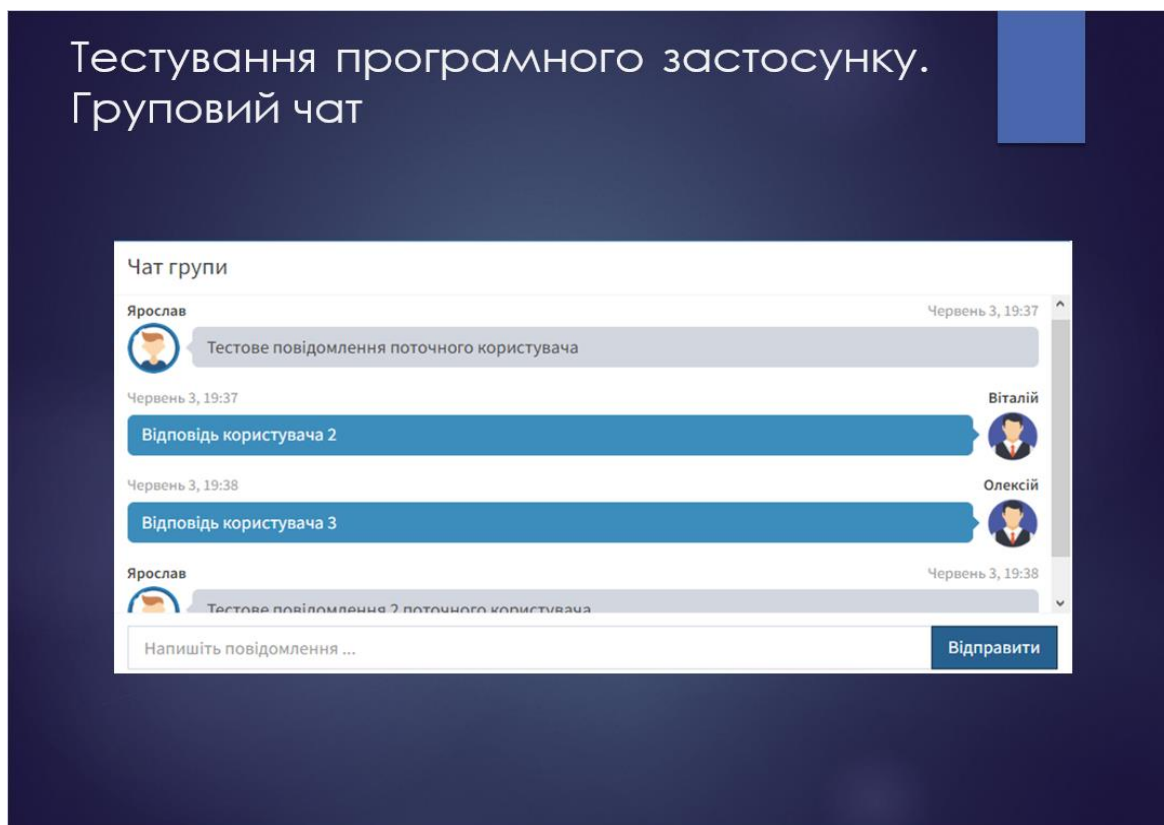 Тестування програмного застосунку.
Груповий чат
Чат групи
Ярослав
Червень 3, 19:37
Тестове повідомлення поточного користувача
Червень 3, 19:37
Віталій
Відповідь користувача 2
Червень 3, 19:38
Олексій
Відповідь користувача 3
Ярослав
Червень 3, 19:38
Тестове повідомлення 2 поточного користувача
Напишіть повідомлення ...
Відправити